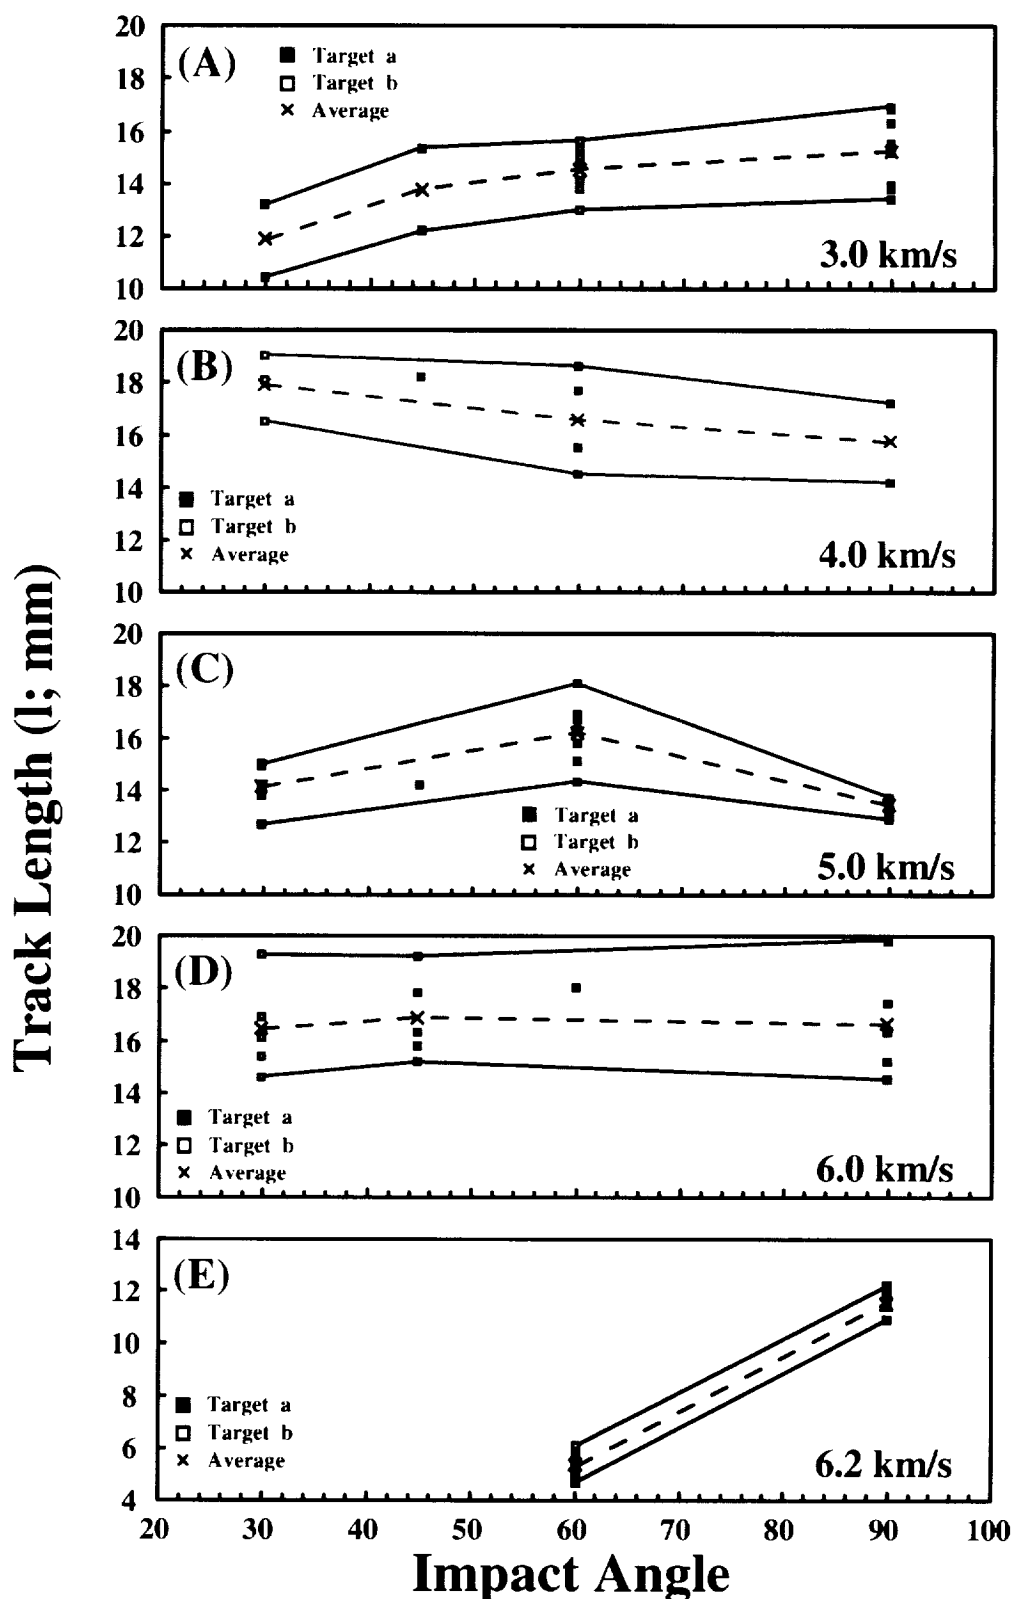 20
(A)
Target a
Target b
Average
18
16
14
12
10
3.0 km/s
20
(B)
18
16
14
12
10
Target a
Target b
Average
4.0 km/s
Track Length (l; mm)
20
(C)
18
16
14
12
10
Target a
Target b
Average
5.0 km/s
20
(D)
18
16
14
12
10
Target a
Target b
Average
6.0 km/s
14
(E)
12
10
8
6
4
Target a
Target b
Average
6.2 km/s
20 30 40 50 60 70 80 90 100
Impact Angle